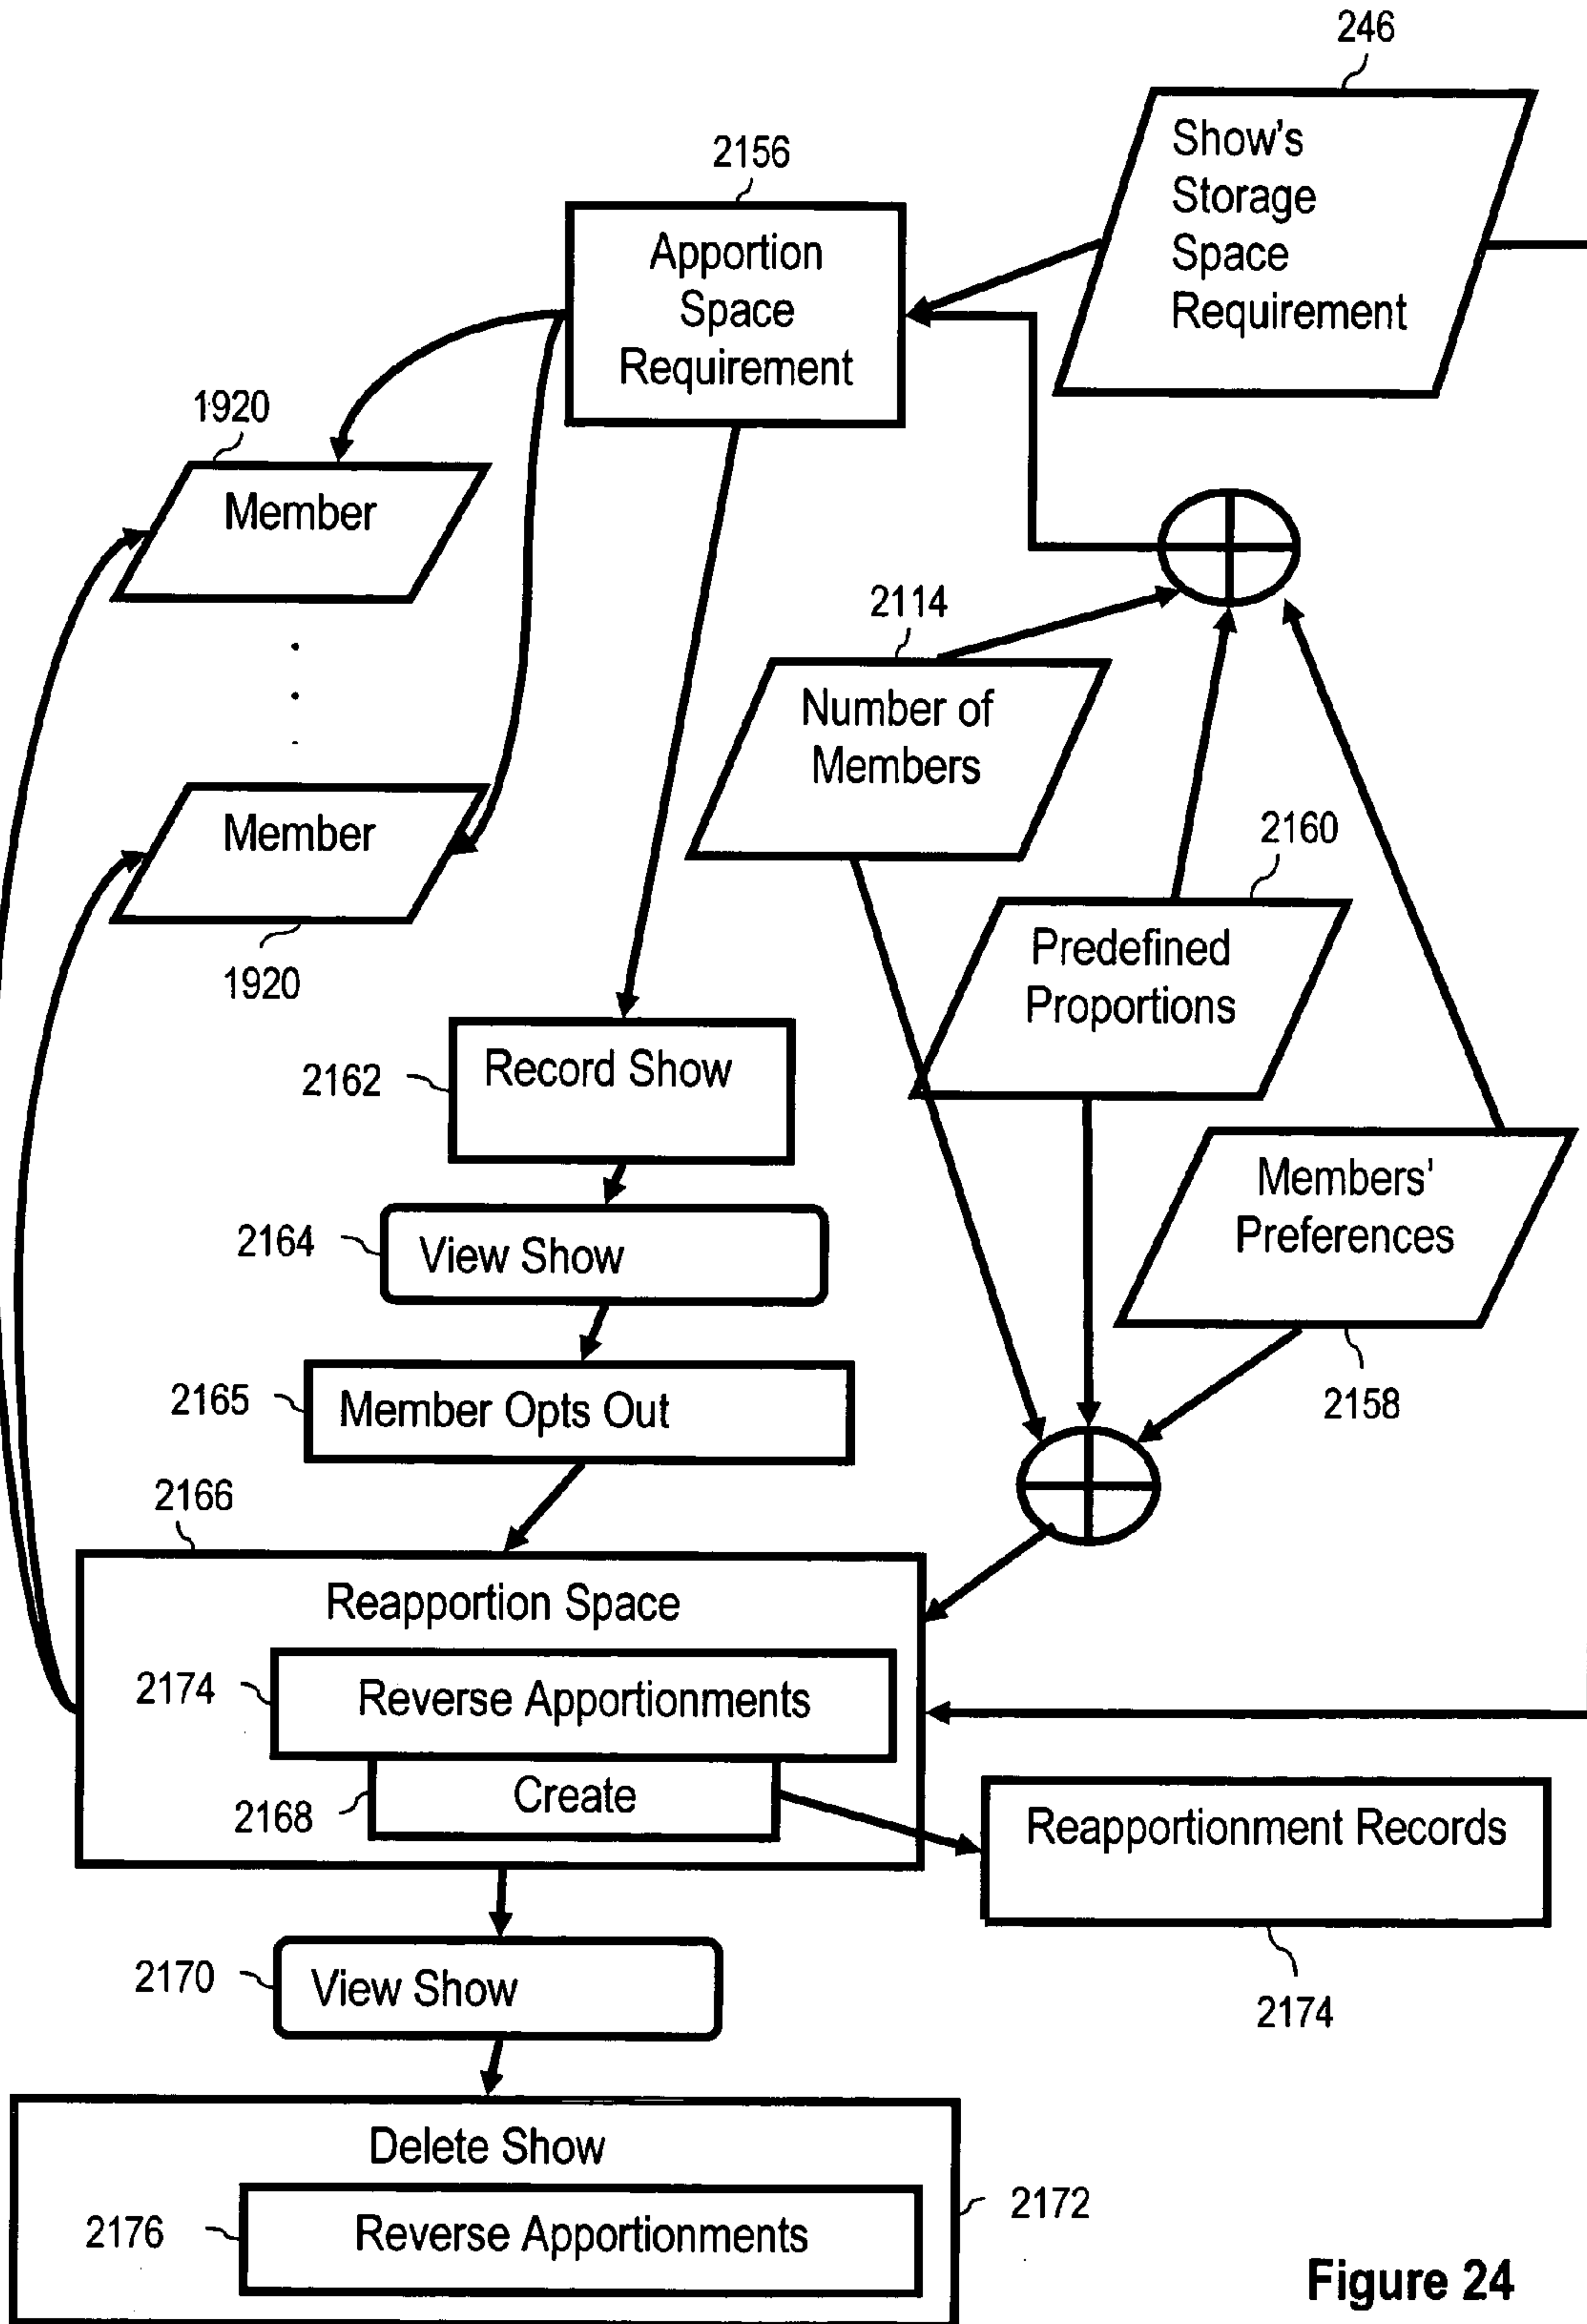 246
Show's
Storage
Space
Requirement
2156
Apportion
Space
Requirement
1920
Member
2114
Number of
Members
Member
1920
2160
Predefined
Proportions
2162
Record Show
Members'
Preferences
2158
2164
View Show
2165
Member Opts Out
2166
Reapportion Space
2174
Reverse Apportionments
2168
Create
Reapportionment Records
2174
2170
View Show
Delete Show
2172
2176
Reverse Apportionments
Figure 24